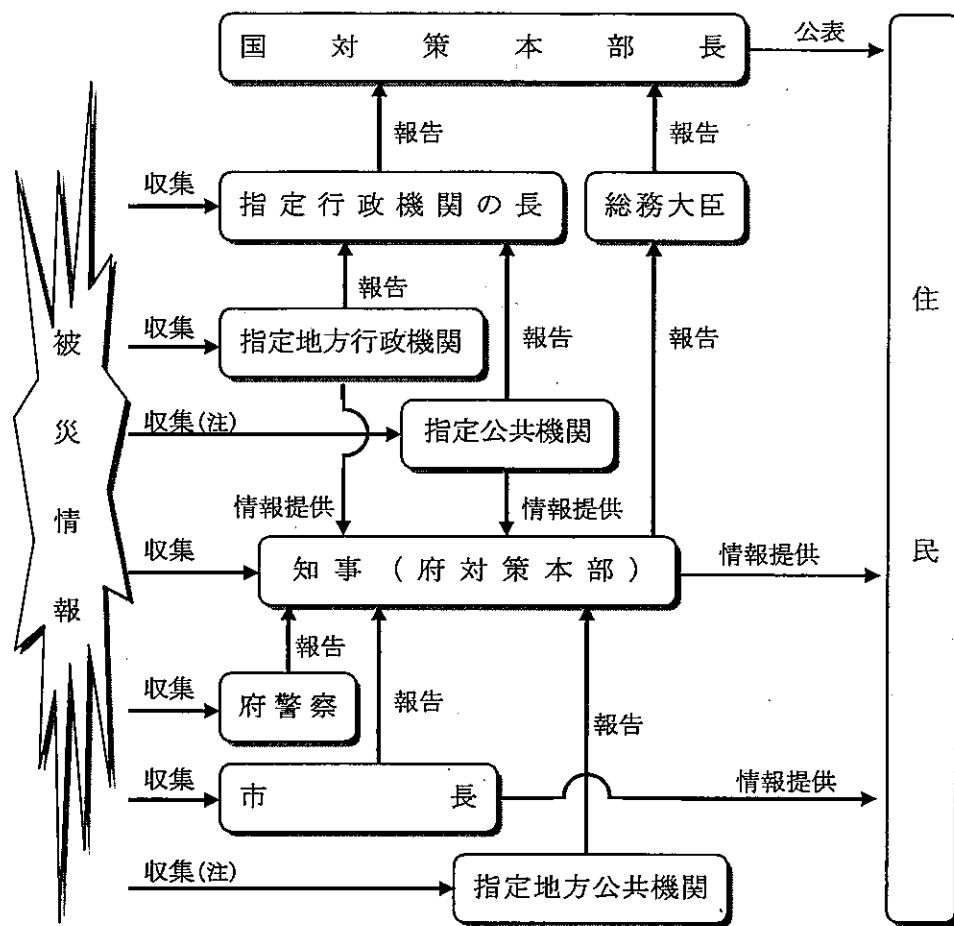 国対策本部長
公表
報告
報告
収集
指定行政機関の長
総務大臣
報告
収集
指定地方行政機関
報告
報告
収集(注)
指定公共機関
情報提供
情報提供
収集
知事(府対策本部)
情報提供
報告
収集
府警察
報告
報告
収集
市長
情報提供
収集(注)
指定地方公共機関
被災情報
住民